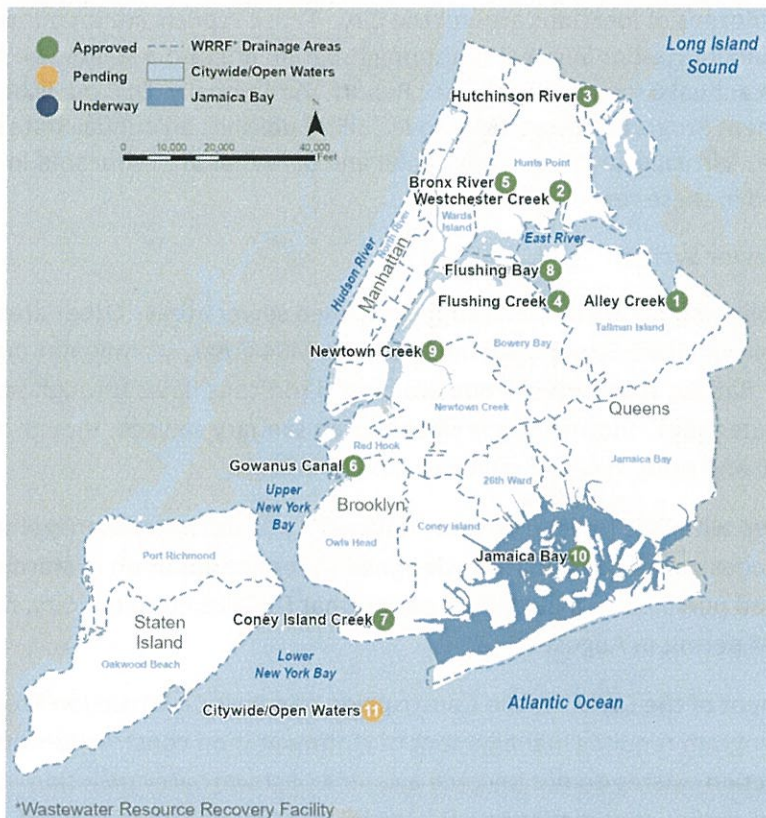 Approved
Pending
Underway
WRRF* Drainage Areas
Citywide/Open Waters
Jamaica Bay
0 10,000 20,000 40,000
Feet
Long Island
Sound
Hutchinson River 3
Hunts Point
Bronx River 5
Westchester Creek 2
Wards
Island
North River
Hudson River
Manhattan
East River
Flushing Bay 8
Flushing Creek 4
Alley Creek 1
Tallman Island
Bowery Bay
Newtown Creek 9
Newtown Creek
Queens
Red Hook
Jamaica Bay
Gowanus Canal 6
26th Ward
Upper
New York
Bay
Brooklyn
Owls Head
Coney Island
Jamaica Bay 10
Port Richmond
Staten
Island
Coney Island Creek 7
Oakwood Beach
Lower
New York Bay
Citywide/Open Waters 11
Atlantic Ocean
*Wastewater Resource Recovery Facility